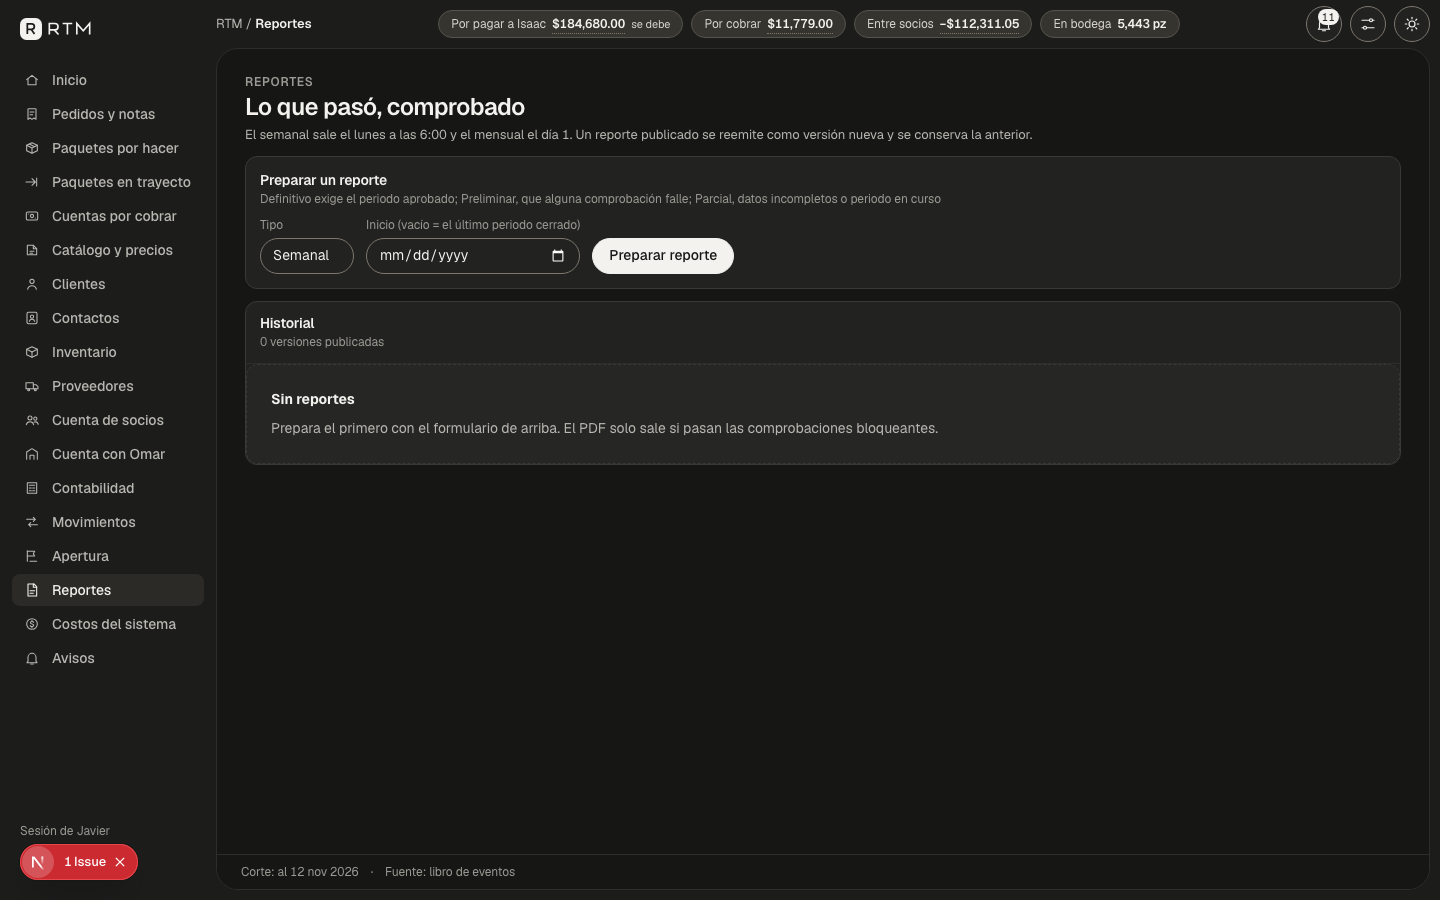 R RTM
RTM / Reportes
Por pagar a Isaac $184,680.00 se debe
Por cobrar $11,779.00
Entre socios −$112,311.05
En bodega 5,443 pz
11
Inicio
Pedidos y notas
Paquetes por hacer
Paquetes en trayecto
Cuentas por cobrar
Catálogo y precios
Clientes
Contactos
Inventario
Proveedores
Cuenta de socios
Cuenta con Omar
Contabilidad
Movimientos
Apertura
Reportes
Costos del sistema
Avisos
Sesión de Javier
N 1 Issue
REPORTES
Lo que pasó, comprobado
El semanal sale el lunes a las 6:00 y el mensual el día 1. Un reporte publicado se reemite como versión nueva y se conserva la anterior.
Preparar un reporte
Definitivo exige el periodo aprobado; Preliminar, que alguna comprobación falle; Parcial, datos incompletos o periodo en curso
Tipo
Inicio (vacío = el último periodo cerrado)
Semanal
mm/dd/yyyy
Preparar reporte
Historial
0 versiones publicadas
Sin reportes
Prepara el primero con el formulario de arriba. El PDF solo sale si pasan las comprobaciones bloqueantes.
Corte: al 12 nov 2026 · Fuente: libro de eventos